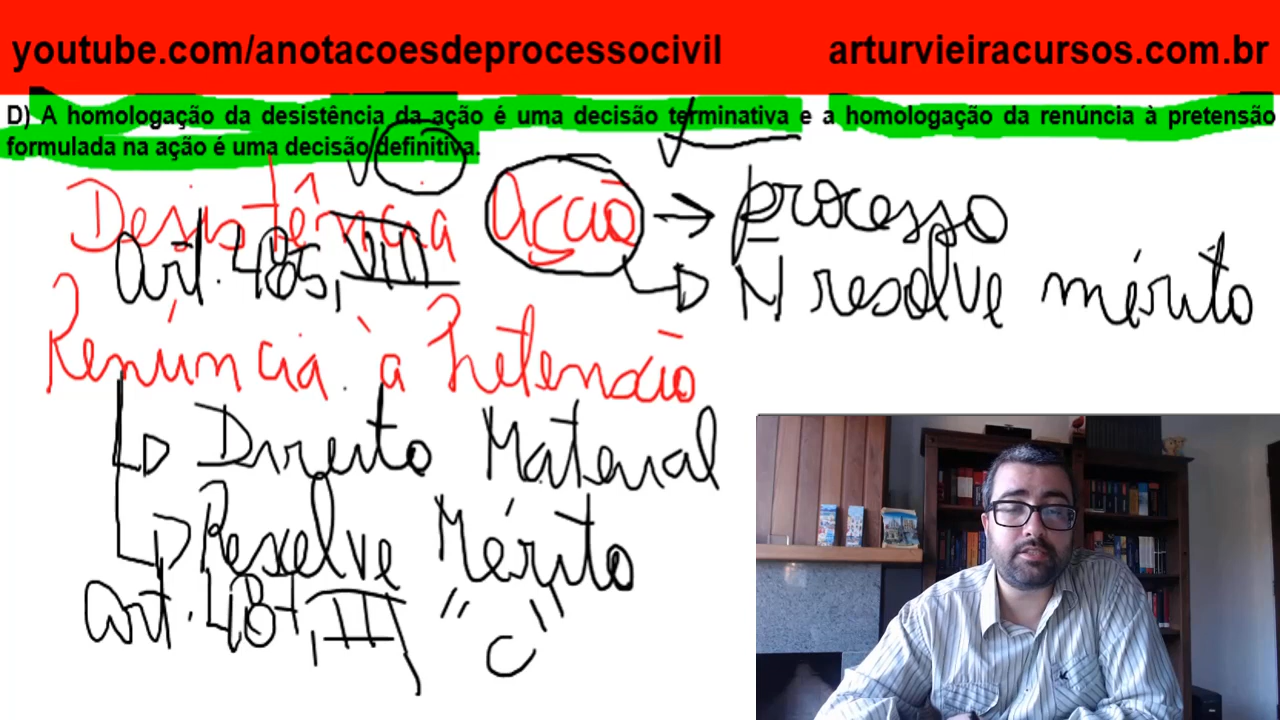 youtube.com/anotacoesdeprocessocivil arturvieiracursos.com.br
D) A homologação da desistência da ação é uma decisão terminativa e a homologação da renúncia à pretensão
formulada na ação é uma decisão definitiva.
Desistência Ação → processo
art. 485, VIII N resolve mérito
Renúncia à Pretensão
Direito Material
Resolve Mérito
art. 487, III, "C"